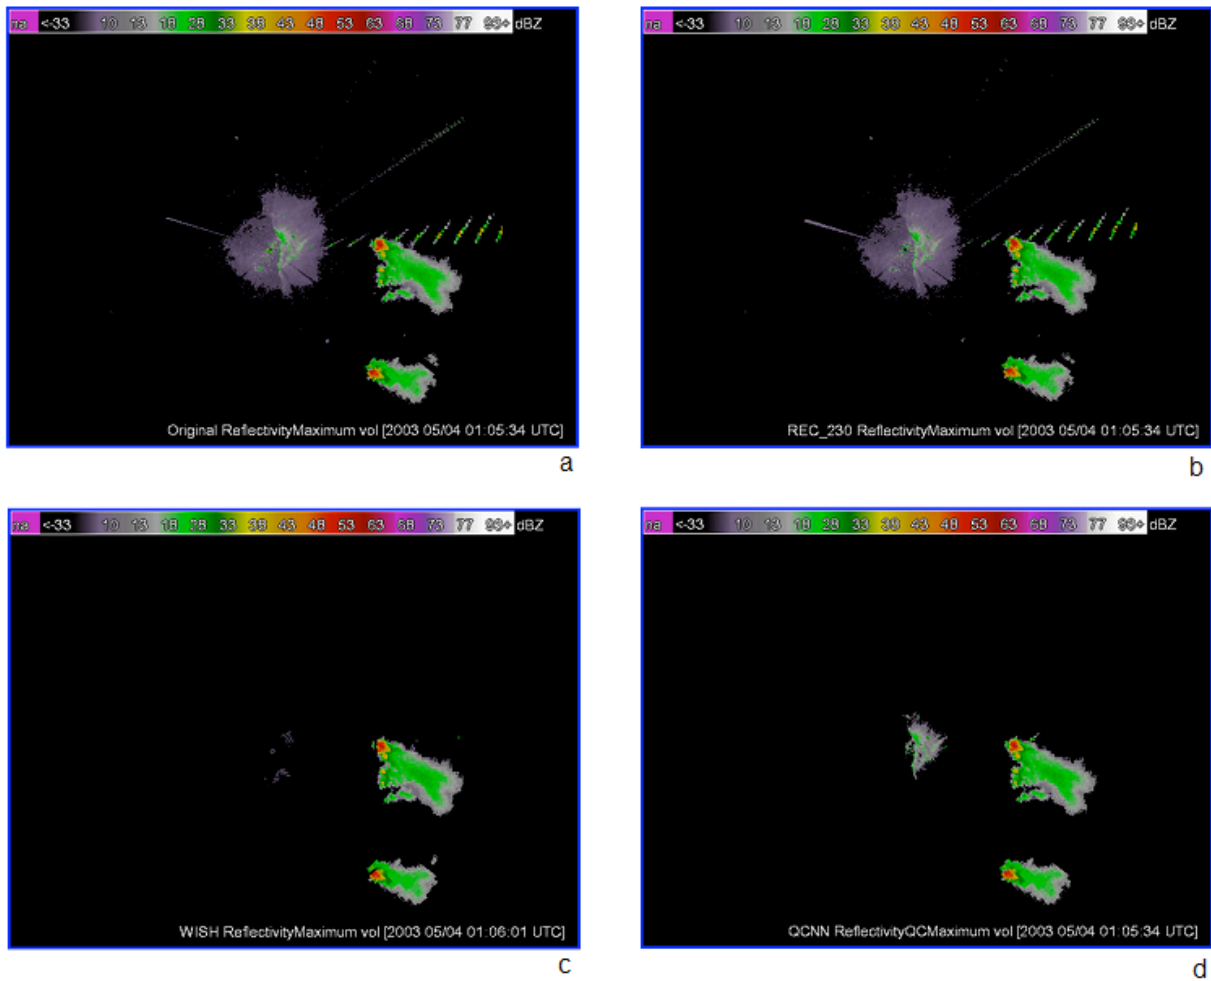 na <-33 10 13 18 28 33 38 43 48 53 63 68 73 77 93+ dBZ
na <-33 10 13 18 28 33 38 43 48 53 63 68 73 77 93+ dBZ
Original ReflectivityMaximum vol [2003 05/04 01:05:34 UTC]
REC_230 ReflectivityMaximum vol [2003 05/04 01:05:34 UTC]
a
b
na <-33 10 13 18 28 33 38 43 48 53 63 68 73 77 93+ dBZ
na <-33 10 13 18 28 33 38 43 48 53 63 68 73 77 93+ dBZ
WISH ReflectivityMaximum vol [2003 05/04 01:06:01 UTC]
QCNN ReflectivityQCMaximum vol [2003 05/04 01:05:34 UTC]
c
d